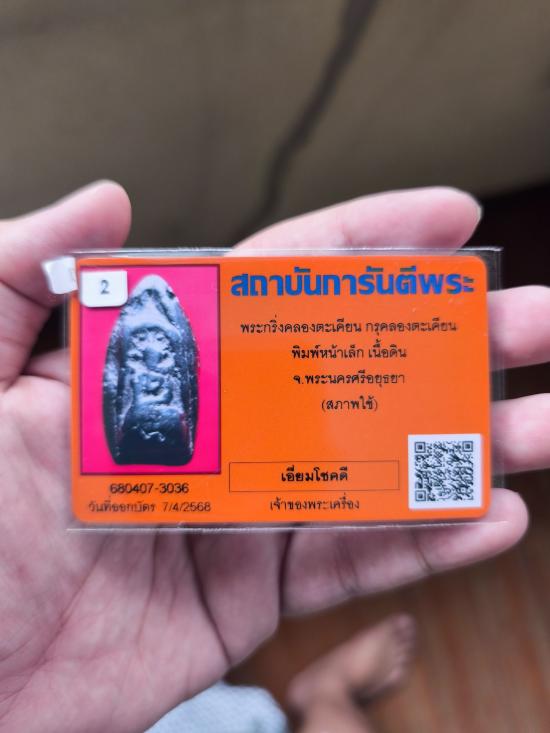 2
สถาบันการันตีพระ
พระกริ่งคลองตะเคียน กรุคลองตะเคียน
พิมพ์หน้าเล็ก เนื้อดิน
จ.พระนครศรีอยุธยา
(สภาพใช้)
เอี่ยมโชคดี
เจ้าของพระเครื่อง
680407-3036
วันที่ออกบัตร 7/4/2568